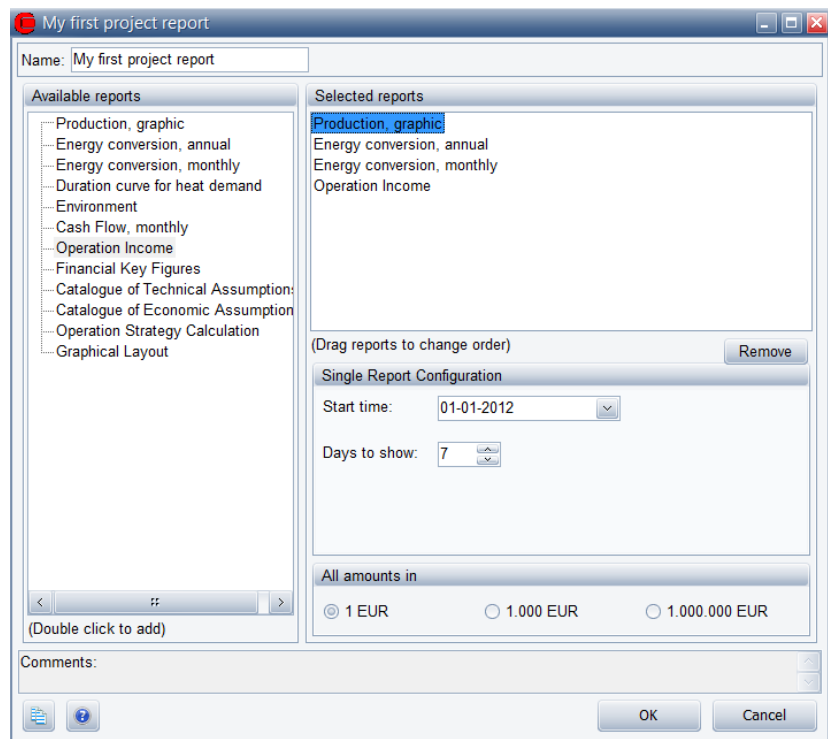 My first project report
Name: My first project report
Available reports
Production, graphic
Energy conversion, annual
Energy conversion, monthly
Duration curve for heat demand
Environment
Cash Flow, monthly
Operation Income
Financial Key Figures
Catalogue of Technical Assumption
Catalogue of Economic Assumption
Operation Strategy Calculation
Graphical Layout
(Double click to add)
Selected reports
Production, graphic
Energy conversion, annual
Energy conversion, monthly
Operation Income
(Drag reports to change order)
Remove
Single Report Configuration
Start time: 01-01-2012
Days to show: 7
All amounts in
1 EUR 1.000 EUR 1.000.000 EUR
Comments:
OK Cancel